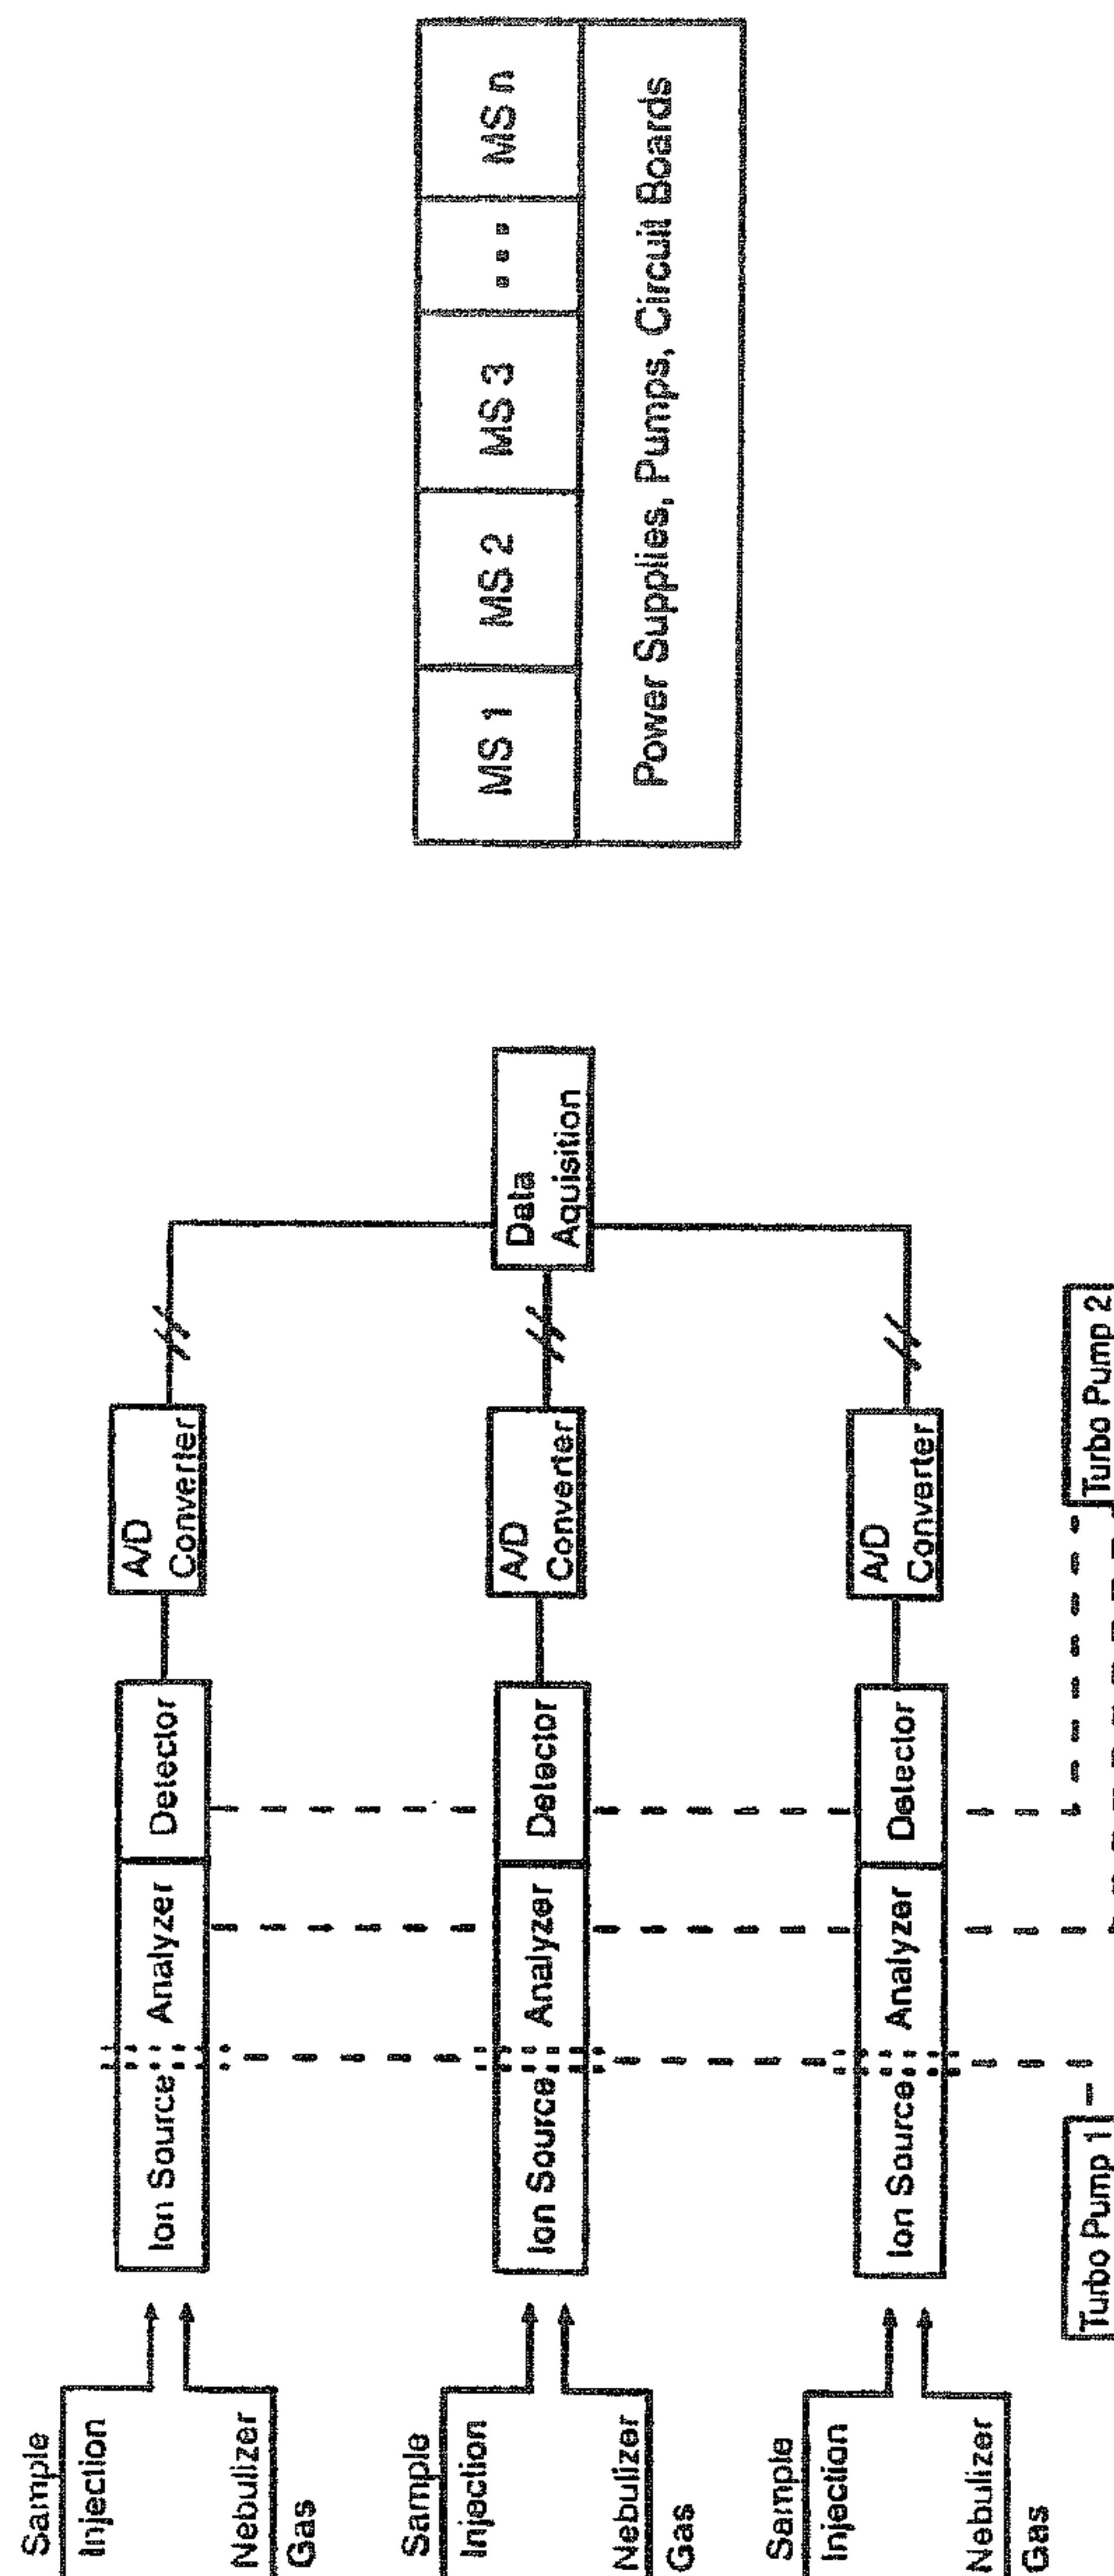 Sample
Injection
Nebulizer
Gas
Ion Source
Analyzer
Detector
A/D
Converter
Sample
Injection
Nebulizer
Gas
Ion Source
Analyzer
Detector
A/D
Converter
Data
Aquisition
Sample
Injection
Nebulizer
Gas
Ion Source
Analyzer
Detector
A/D
Converter
Turbo Pump 1
Turbo Pump 2
MS 1
MS 2
MS 3
...
MS n
Power Supplies, Pumps, Circuit Boards